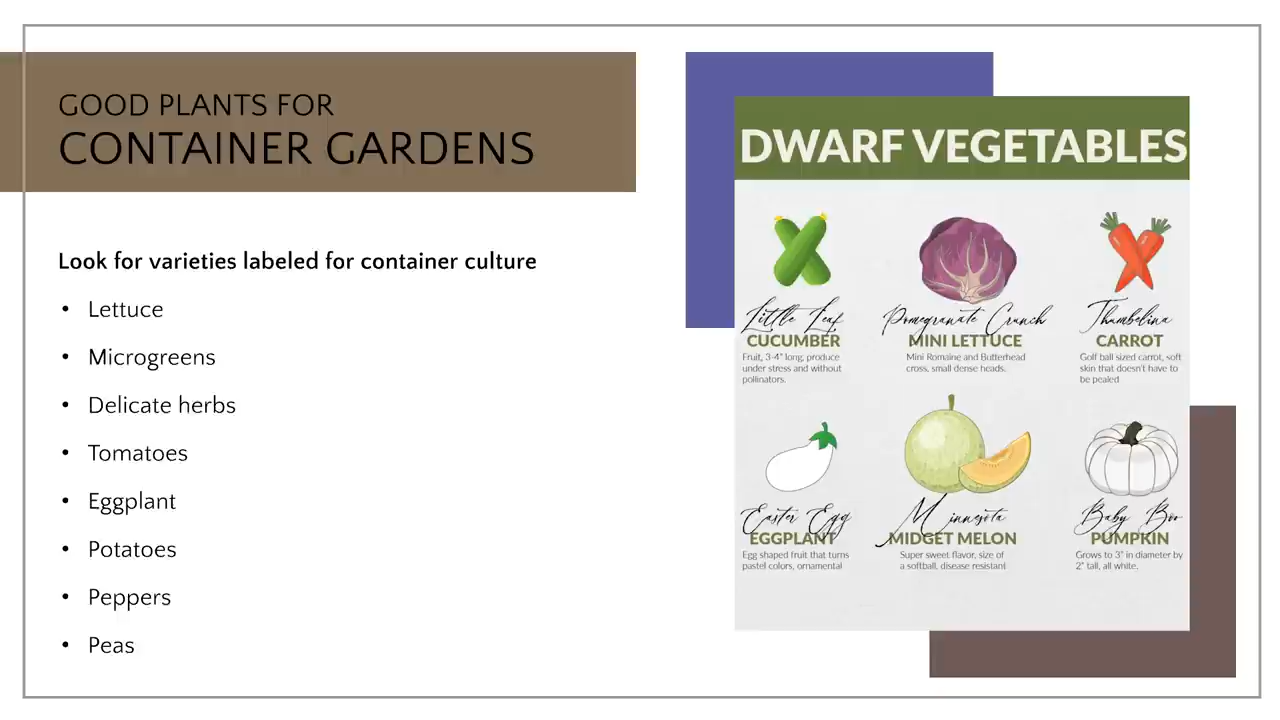 GOOD PLANTS FOR
CONTAINER GARDENS
Look for varieties labeled for container culture
• Lettuce
• Microgreens
• Delicate herbs
• Tomatoes
• Eggplant
• Potatoes
• Peppers
• Peas
DWARF VEGETABLES
Little Leaf
CUCUMBER
Fruit, 3-4" long, produce
under stress and without
pollinators.
Pomegranate Crunch
MINI LETTUCE
Mini Romaine and Butterhead
cross, small dense heads.
Thumbelina
CARROT
Golf ball sized carrot, soft
skin that doesn't have to
be pealed
Easter Egg
EGGPLANT
Egg shaped fruit that turns
pastel colors, ornamental
Minnesota
MIDGET MELON
Super sweet flavor, size of
a softball, disease resistant
Baby Boo
PUMPKIN
Grows to 3" in diameter by
2" tall, all white.